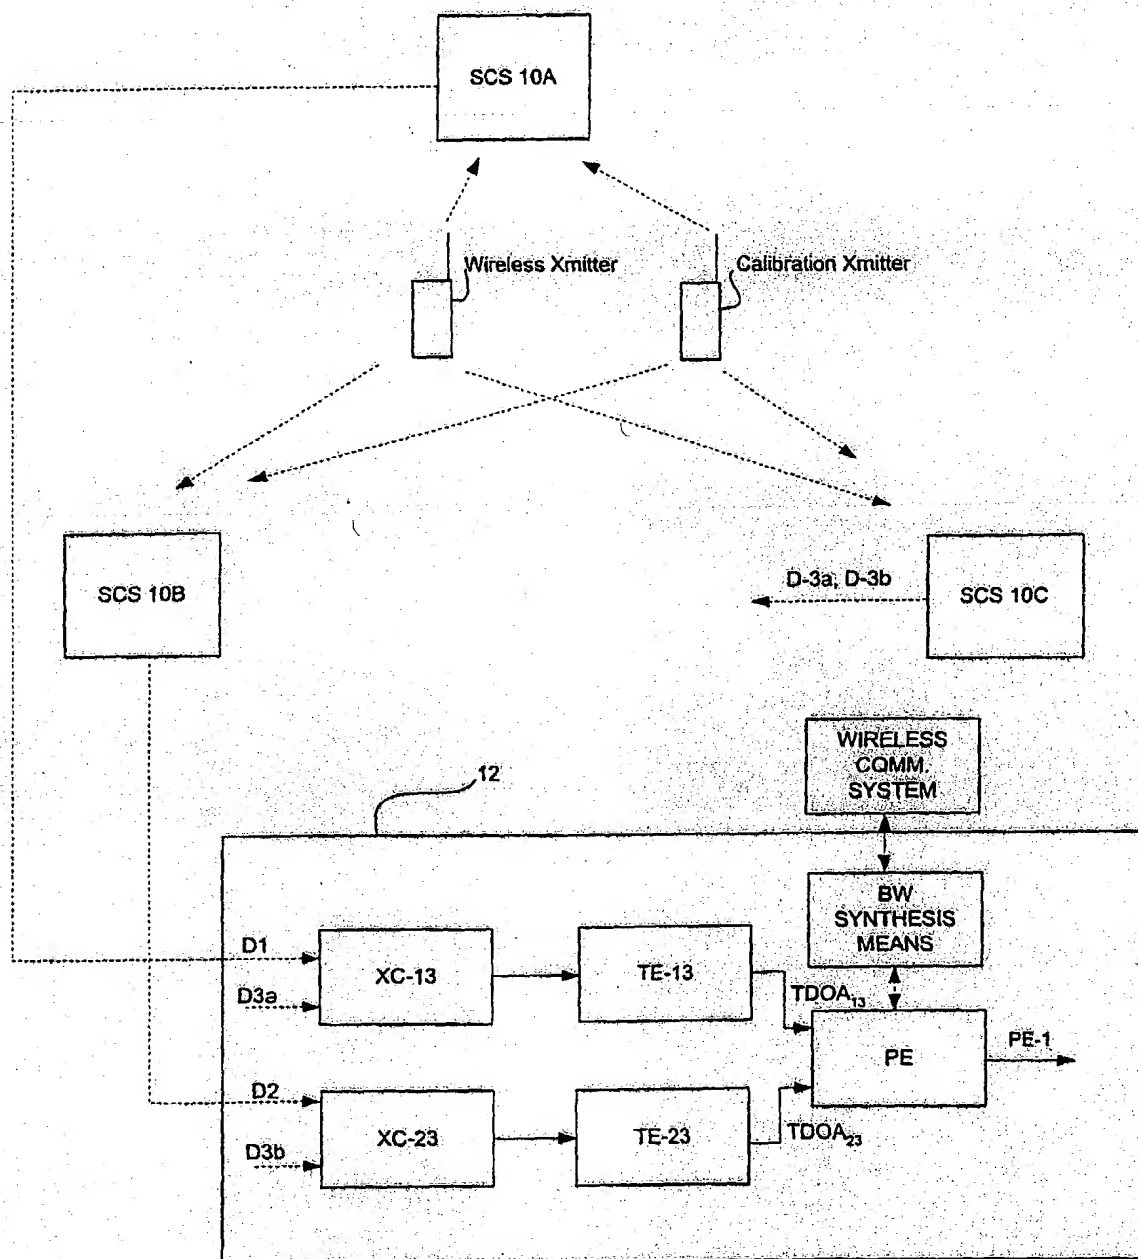 SCS 10A
Wireless Xmitter
Calibration Xmitter
SCS 10B
D-3a, D-3b
SCS 10C
WIRELESS
COMM.
SYSTEM
12
BW
SYNTHESIS
MEANS
D1
XC-13
TE-13
D3a
TDOA13
PE
PE-1
D2
XC-23
TE-23
TDOA23
D3b